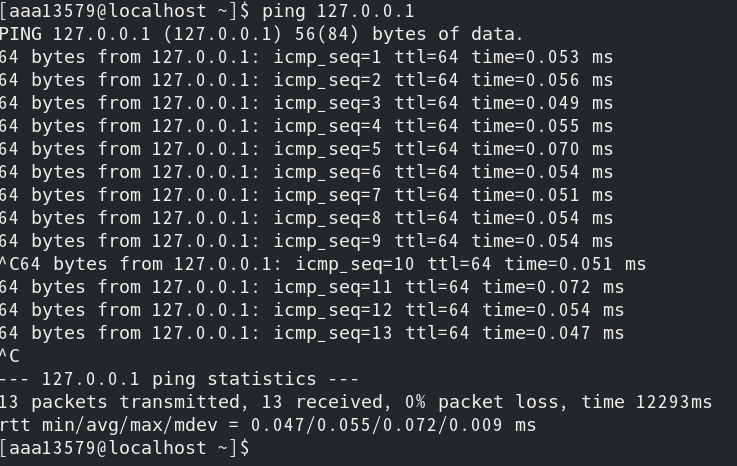 [aaa13579@localhost ~]$ ping 127.0.0.1
PING 127.0.0.1 (127.0.0.1) 56(84) bytes of data.
64 bytes from 127.0.0.1: icmp_seq=1 ttl=64 time=0.053 ms
64 bytes from 127.0.0.1: icmp_seq=2 ttl=64 time=0.056 ms
64 bytes from 127.0.0.1: icmp_seq=3 ttl=64 time=0.049 ms
64 bytes from 127.0.0.1: icmp_seq=4 ttl=64 time=0.055 ms
64 bytes from 127.0.0.1: icmp_seq=5 ttl=64 time=0.070 ms
64 bytes from 127.0.0.1: icmp_seq=6 ttl=64 time=0.054 ms
64 bytes from 127.0.0.1: icmp_seq=7 ttl=64 time=0.051 ms
64 bytes from 127.0.0.1: icmp_seq=8 ttl=64 time=0.054 ms
64 bytes from 127.0.0.1: icmp_seq=9 ttl=64 time=0.054 ms
^C64 bytes from 127.0.0.1: icmp_seq=10 ttl=64 time=0.051 ms
64 bytes from 127.0.0.1: icmp_seq=11 ttl=64 time=0.072 ms
64 bytes from 127.0.0.1: icmp_seq=12 ttl=64 time=0.054 ms
64 bytes from 127.0.0.1: icmp_seq=13 ttl=64 time=0.047 ms
^C
--- 127.0.0.1 ping statistics ---
13 packets transmitted, 13 received, 0% packet loss, time 12293ms
rtt min/avg/max/mdev = 0.047/0.055/0.072/0.009 ms
[aaa13579@localhost ~]$